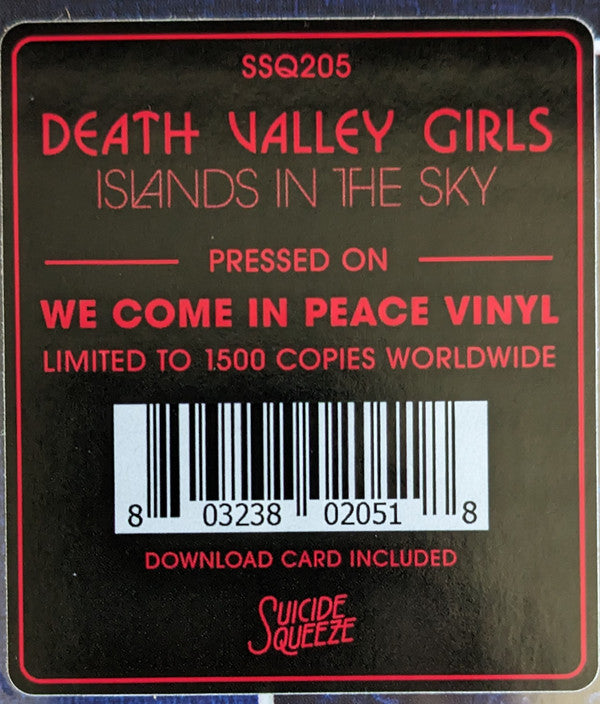 SSQ205
DEATH VALLEY GIRLS
ISLANDS IN THE SKY
PRESSED ON
WE COME IN PEACE VINYL
LIMITED TO 1500 COPIES WORLDWIDE
8 03238 02051 8
DOWNLOAD CARD INCLUDED
SUICIDE
SQUEEZE